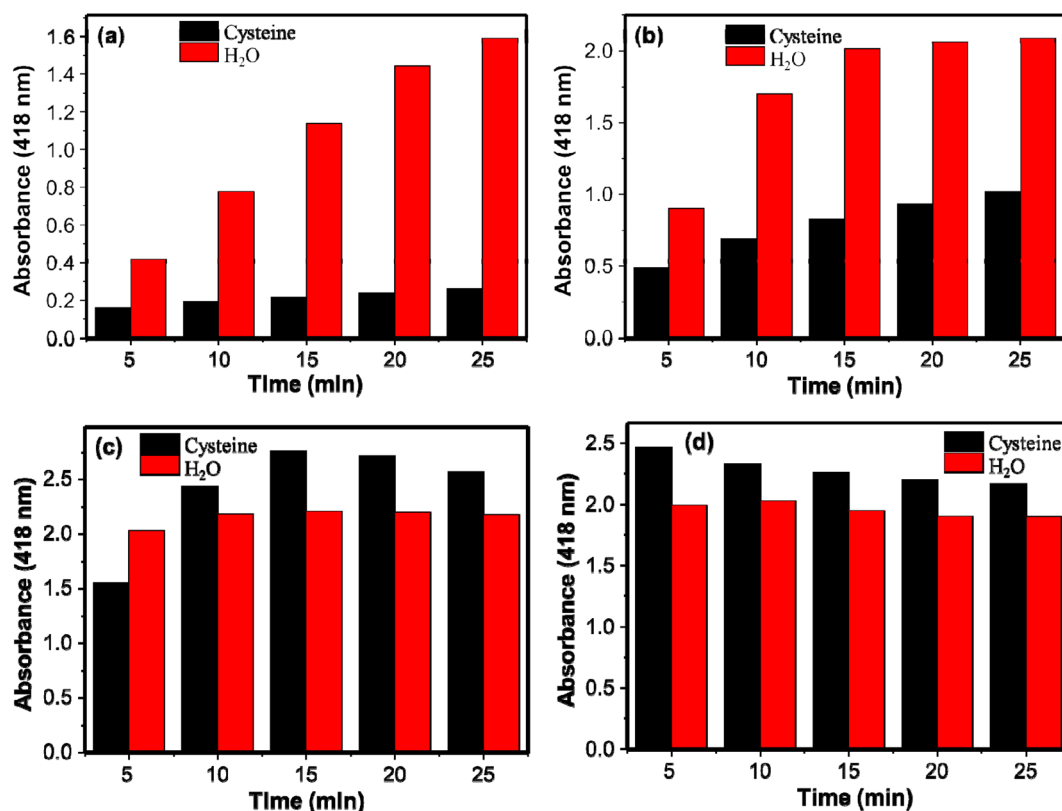 (a)
Cysteine
H₂O
Absorbance (418 nm)
1.6
1.4
1.2
1.0
0.8
0.6
0.4
0.2
0.0
5 10 15 20 25
Time (min)
(b)
Cysteine
H₂O
Absorbance (418 nm)
2.0
1.5
1.0
0.5
0.0
5 10 15 20 25
Time (min)
(c)
Cysteine
H₂O
Absorbance (418 nm)
2.5
2.0
1.5
1.0
0.5
0.0
5 10 15 20 25
Time (min)
(d)
Cysteine
H₂O
Absorbance (418 nm)
2.5
2.0
1.5
1.0
0.5
0.0
5 10 15 20 25
Time (min)